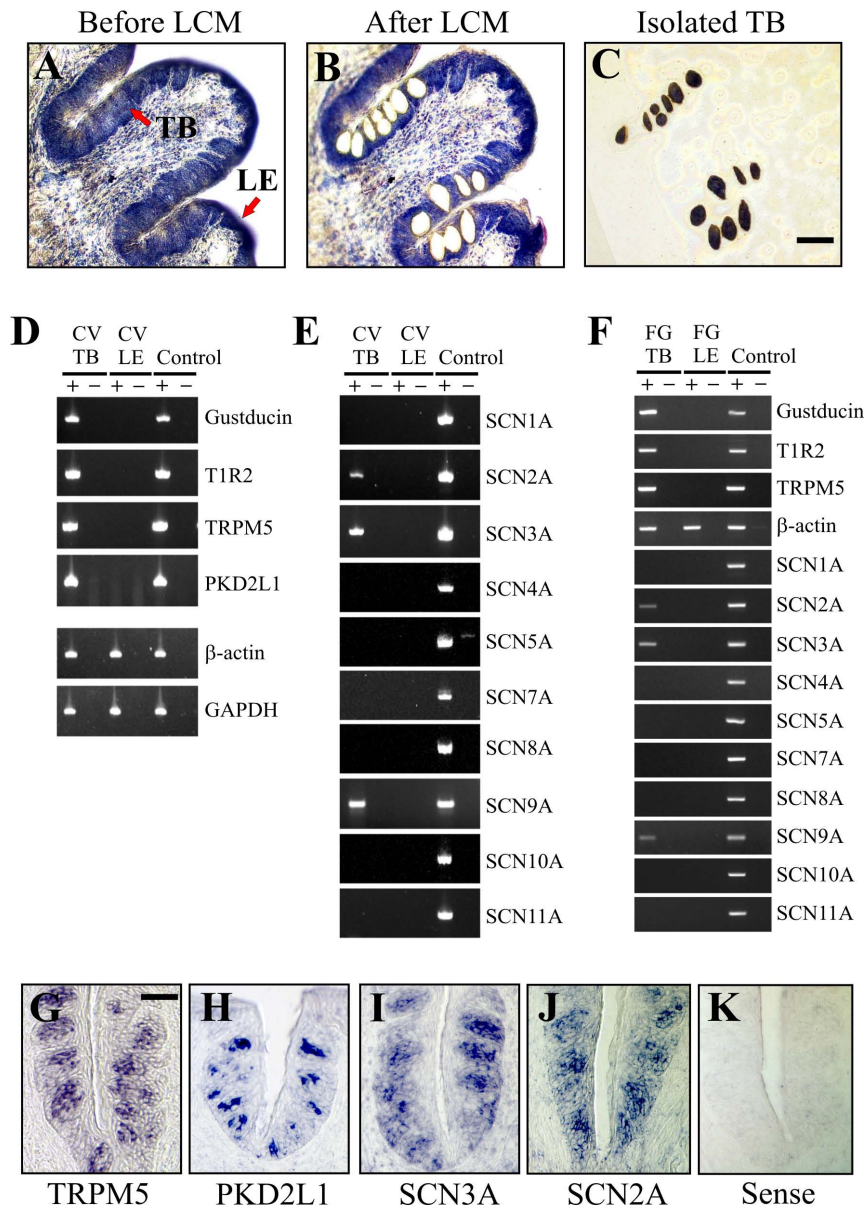 Before LCM After LCM Isolated TB
A B C
TB
LE
D CV TB CV LE Control
+ – + – + –
Gustducin
T1R2
TRPM5
PKD2L1
β-actin
GAPDH
E CV TB CV LE Control
+ – + – + –
SCN1A
SCN2A
SCN3A
SCN4A
SCN5A
SCN7A
SCN8A
SCN9A
SCN10A
SCN11A
F FG TB FG LE Control
+ – + – + –
Gustducin
T1R2
TRPM5
β-actin
SCN1A
SCN2A
SCN3A
SCN4A
SCN5A
SCN7A
SCN8A
SCN9A
SCN10A
SCN11A
G H I J K
TRPM5 PKD2L1 SCN3A SCN2A Sense